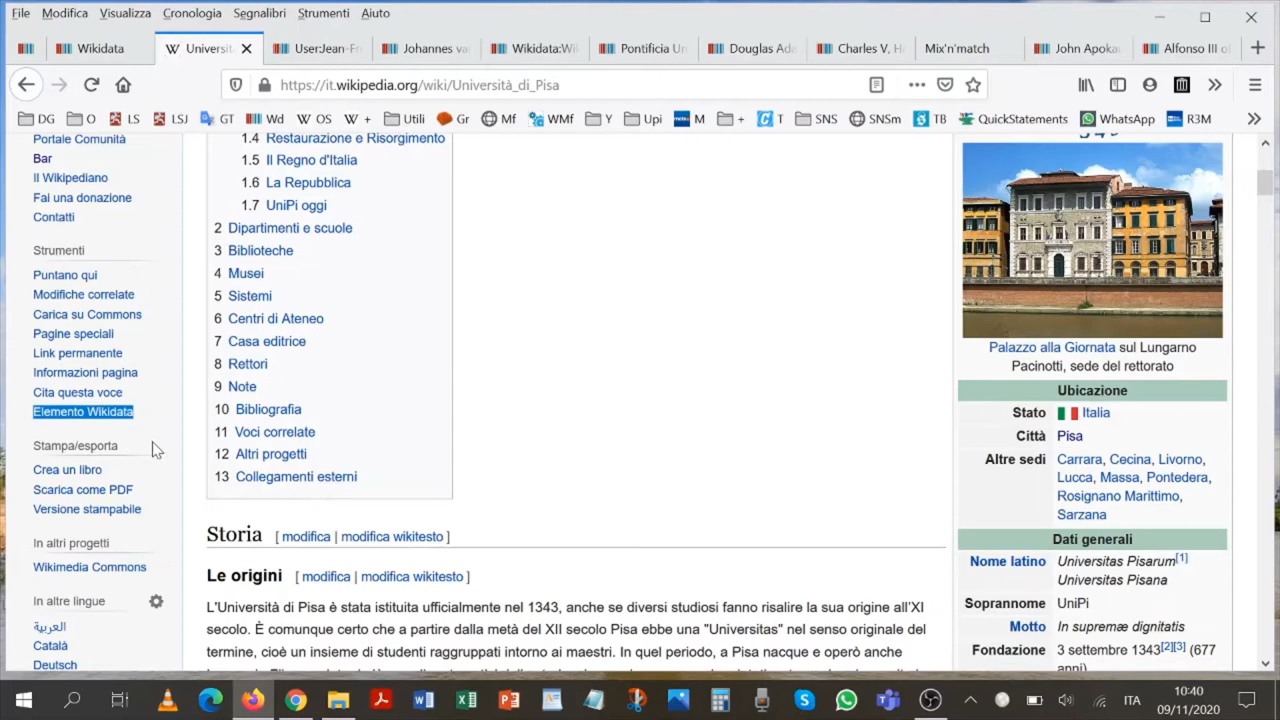 File Modifica Visualizza Cronologia Segnalibri Strumenti Aiuto
Wikidata
Universit
UserJean-Fr
Johannes va
Wikidata:Wi
Pontificia Un
Douglas Ada
Charles V, H
Mix'n'match
John Apoka
Alfonso III o
https://it.wikipedia.org/wiki/Università_di_Pisa
DG O LS LSJ GT Wd OS + Utili Gr Mf WMf Y Upi M + T SNS SNSm TB QuickStatements WhatsApp R3M
Portale Comunità
Bar
Il Wikipediano
Fai una donazione
Contatti
Strumenti
Puntano qui
Modifiche correlate
Carica su Commons
Pagine speciali
Link permanente
Informazioni pagina
Cita questa voce
Elemento Wikidata
Stampa/esporta
Crea un libro
Scarica come PDF
Versione stampabile
In altri progetti
Wikimedia Commons
In altre lingue
العربية
Català
Deutsch
1.4 Restaurazione e Risorgimento
1.5 Il Regno d'Italia
1.6 La Repubblica
1.7 UniPi oggi
2 Dipartimenti e scuole
3 Biblioteche
4 Musei
5 Sistemi
6 Centri di Ateneo
7 Casa editrice
8 Rettori
9 Note
10 Bibliografia
11 Voci correlate
12 Altri progetti
13 Collegamenti esterni
Storia [ modifica | modifica wikitesto ]
Le origini [ modifica | modifica wikitesto ]
L'Università di Pisa è stata istituita ufficialmente nel 1343, anche se diversi studiosi fanno risalire la sua origine all'XI
secolo. È comunque certo che a partire dalla metà del XII secolo Pisa ebbe una "Universitas" nel senso originale del
termine, cioè un insieme di studenti raggruppati intorno ai maestri. In quel periodo, a Pisa nacque e operò anche
Palazzo alla Giornata sul Lungarno
Pacinotti, sede del rettorato
Ubicazione
Stato Italia
Città Pisa
Altre sedi Carrara, Cecina, Livorno,
Lucca, Massa, Pontedera,
Rosignano Marittimo,
Sarzana
Dati generali
Nome latino Universitas Pisarum[1]
Universitas Pisana
Soprannome UniPi
Motto In supremæ dignitatis
Fondazione 3 settembre 1343[2][3] (677
anni)
ITA
10:40
09/11/2020